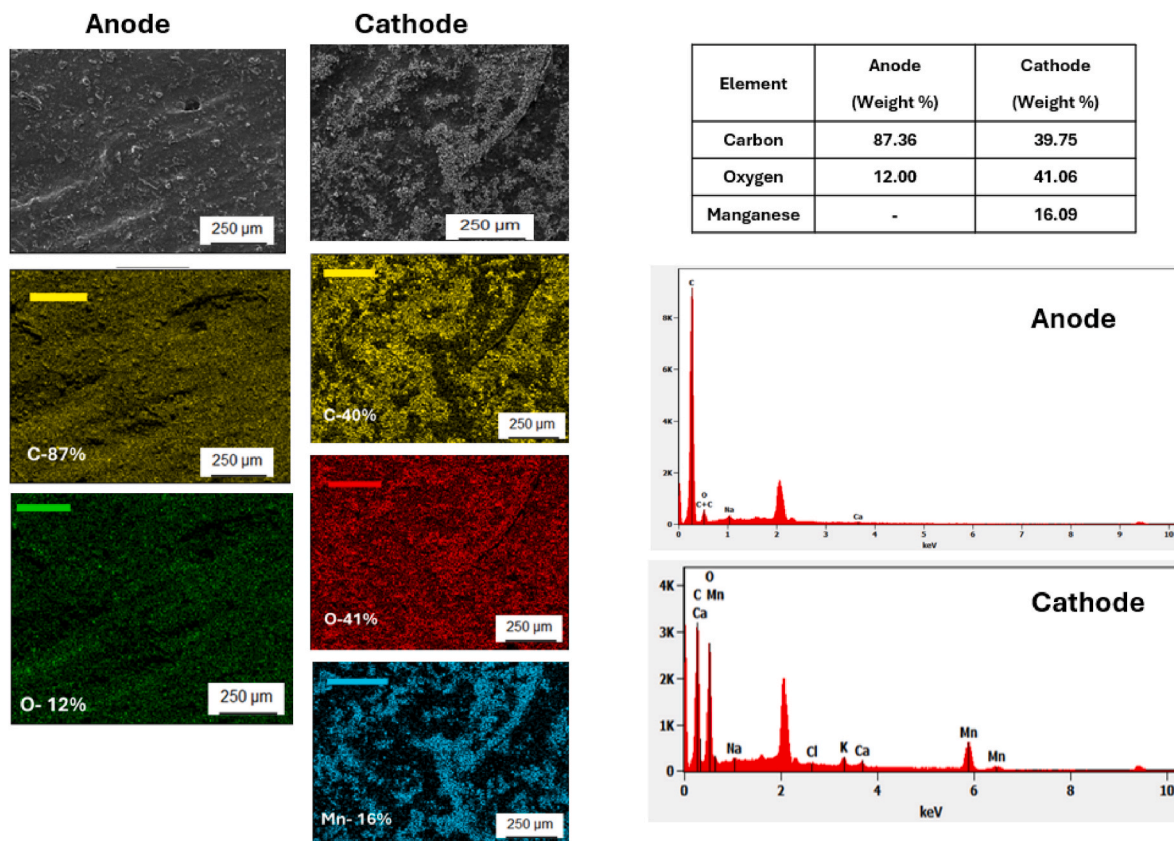 Anode
Cathode
250 µm
250 µm
C-87%
250 µm
C-40%
250 µm
O- 12%
250 µm
O-41%
250 µm
Mn- 16%
250 µm
Element
Anode
(Weight %)
Cathode
(Weight %)
Carbon
87.36
39.75
Oxygen
12.00
41.06
Manganese
-
16.09
Anode
C
8K
6K
4K
2K
0
O
C+C
Na
Ca
0 1 2 3 4 5 6 7 8 9 10
keV
Cathode
4K
3K
2K
1K
0
O
C Mn
Ca
Na
Cl
K
Ca
Mn
Mn
0 2 4 6 8 10
keV